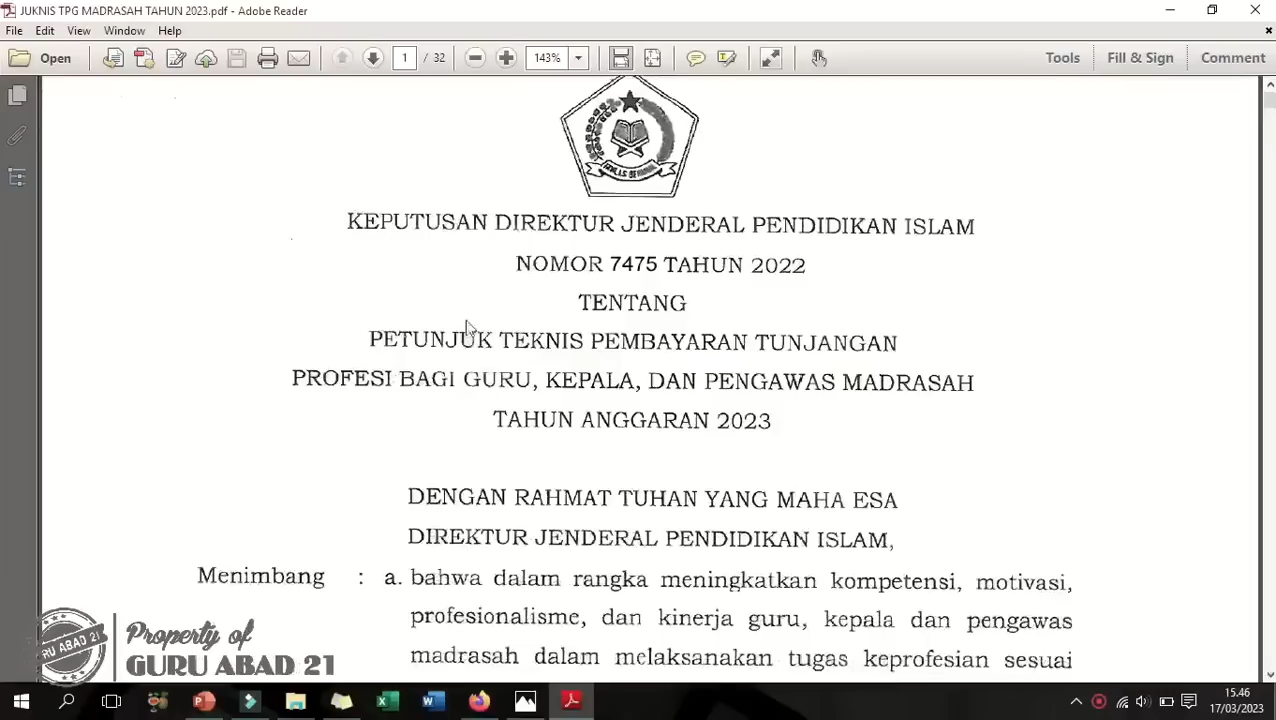 JUKNIS TPG MADRASAH TAHUN 2023.pdf - Adobe Reader
File Edit View Window Help
Open 1 / 32 143% Tools Fill & Sign Comment
KEPUTUSAN DIREKTUR JENDERAL PENDIDIKAN ISLAM
NOMOR 7475 TAHUN 2022
TENTANG
PETUNJUK TEKNIS PEMBAYARAN TUNJANGAN
PROFESI BAGI GURU, KEPALA, DAN PENGAWAS MADRASAH
TAHUN ANGGARAN 2023
DENGAN RAHMAT TUHAN YANG MAHA ESA
DIREKTUR JENDERAL PENDIDIKAN ISLAM,
Menimbang : a. bahwa dalam rangka meningkatkan kompetensi, motivasi,
profesionalisme, dan kinerja guru, kepala dan pengawas
madrasah dalam melaksanakan tugas keprofesian sesuai
Property of
GURU ABAD 21
15.46
17/03/2023